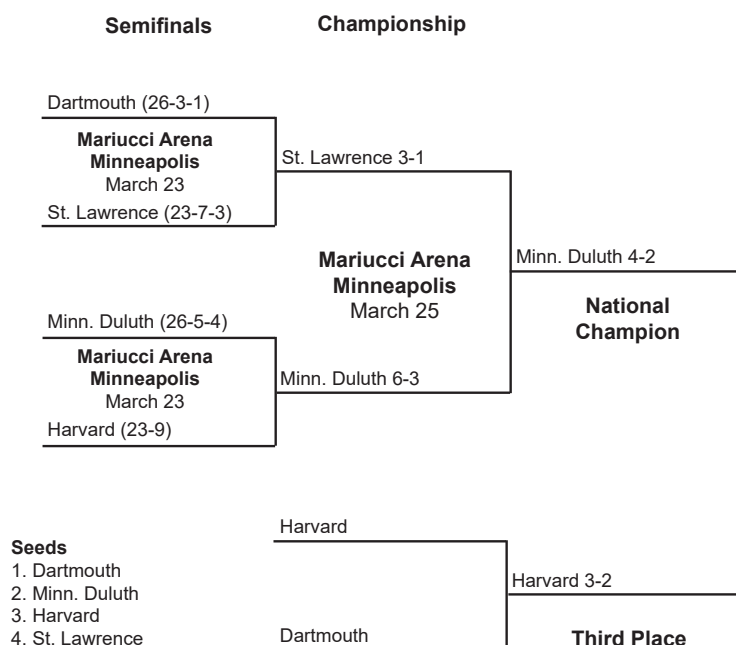 Semifinals
Championship
Dartmouth (26-3-1)
Mariucci Arena
Minneapolis
March 23
St. Lawrence (23-7-3)
St. Lawrence 3-1
Mariucci Arena
Minneapolis
March 25
Minn. Duluth 4-2
National
Champion
Minn. Duluth (26-5-4)
Mariucci Arena
Minneapolis
March 23
Harvard (23-9)
Minn. Duluth 6-3
Seeds
1. Dartmouth
2. Minn. Duluth
3. Harvard
4. St. Lawrence
Harvard
Dartmouth
Harvard 3-2
Third Place